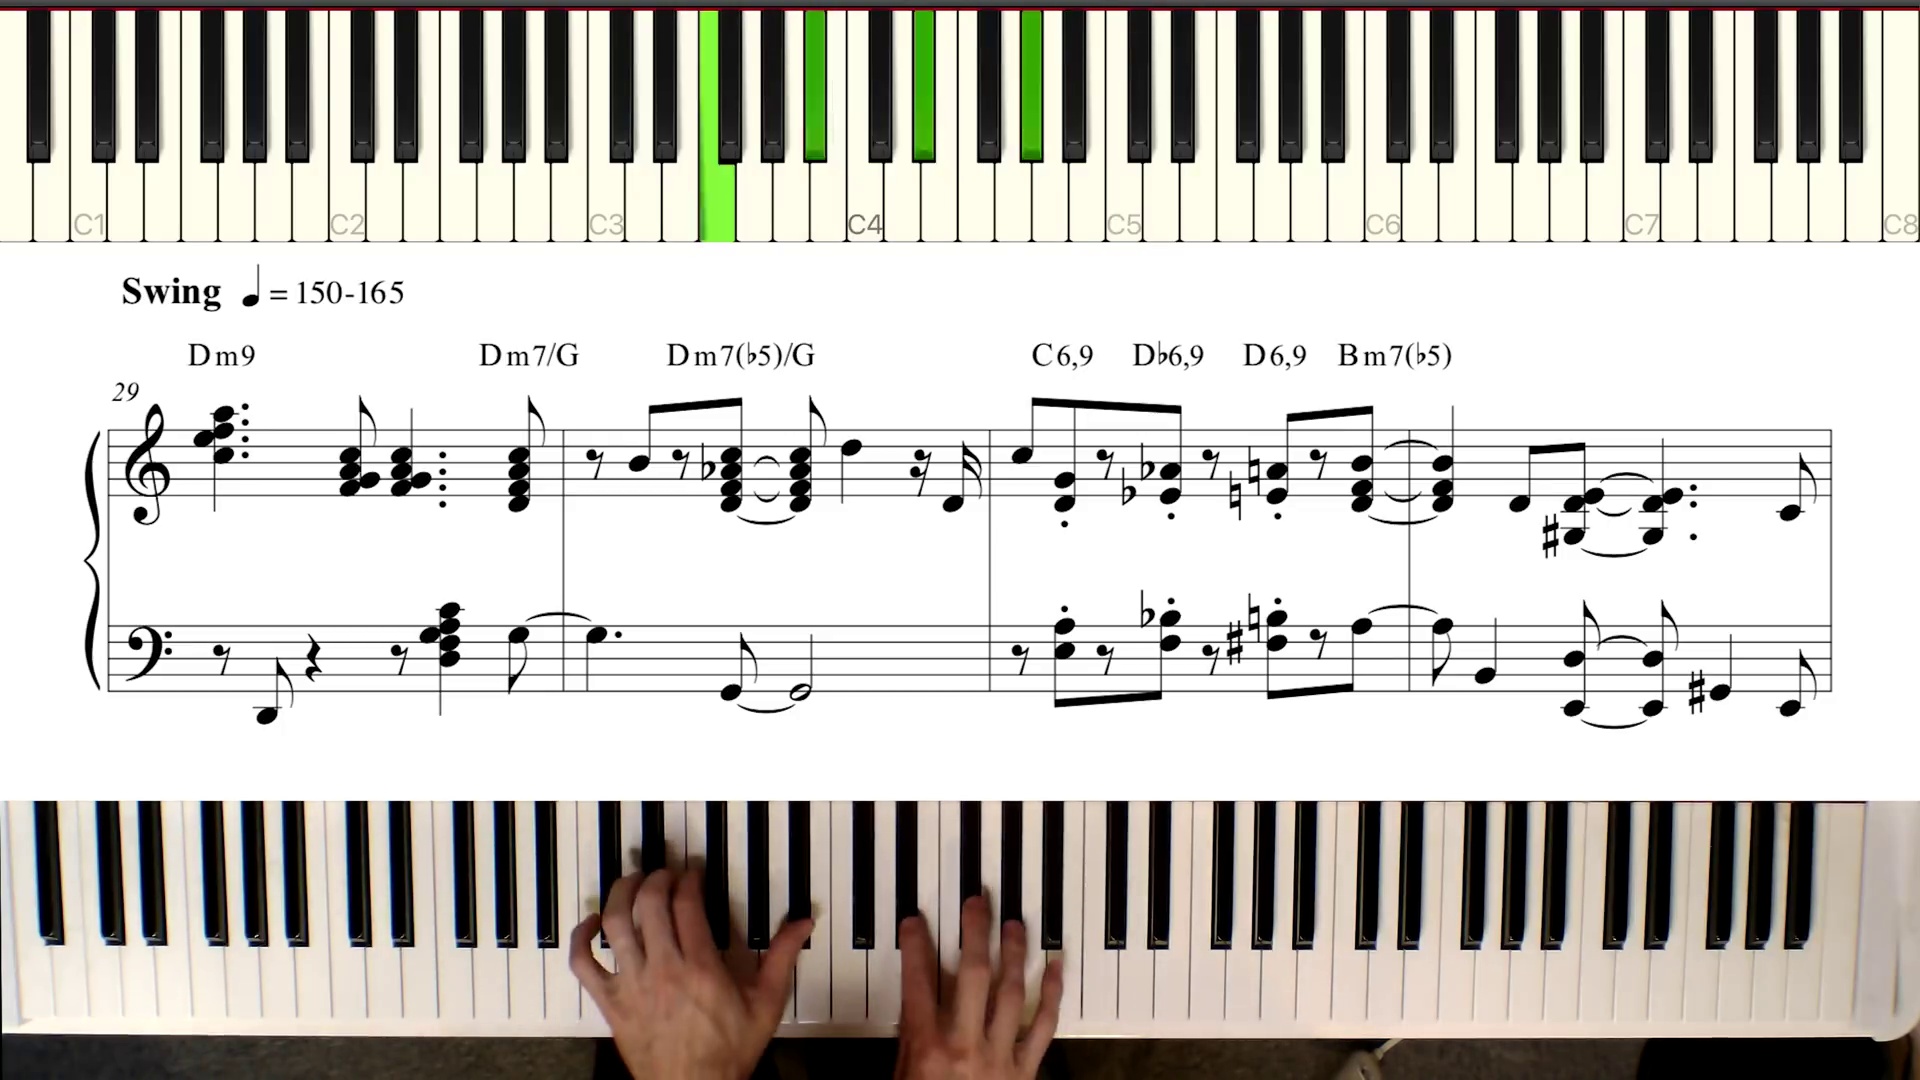 C1 C2 C3 C4 C5 C6 C7 C8
Swing ♩ = 150-165
Dm9 Dm7/G Dm7(♭5)/G C6,9 D♭6,9 D6,9 Bm7(♭5)
29